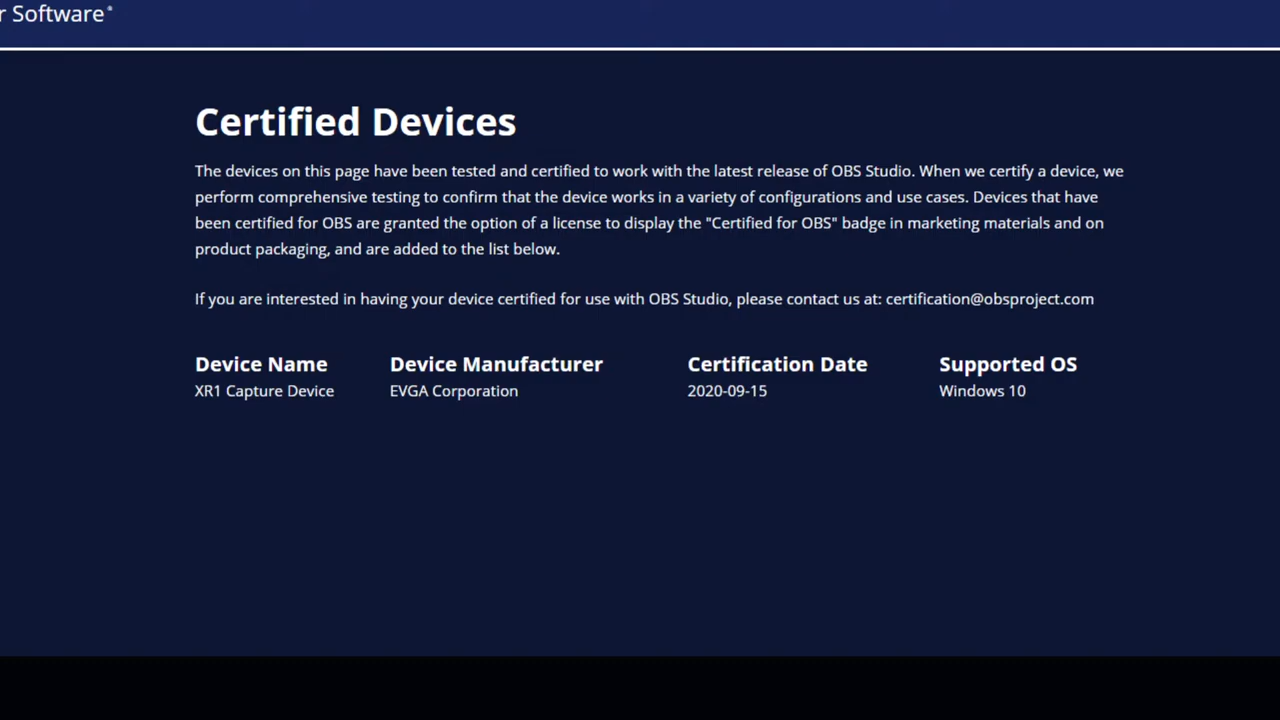 r Software
Certified Devices
The devices on this page have been tested and certified to work with the latest release of OBS Studio. When we certify a device, we
perform comprehensive testing to confirm that the device works in a variety of configurations and use cases. Devices that have
been certified for OBS are granted the option of a license to display the "Certified for OBS" badge in marketing materials and on
product packaging, and are added to the list below.
If you are interested in having your device certified for use with OBS Studio, please contact us at: certification@obsproject.com
Device Name Device Manufacturer Certification Date Supported OS
XR1 Capture Device EVGA Corporation 2020-09-15 Windows 10